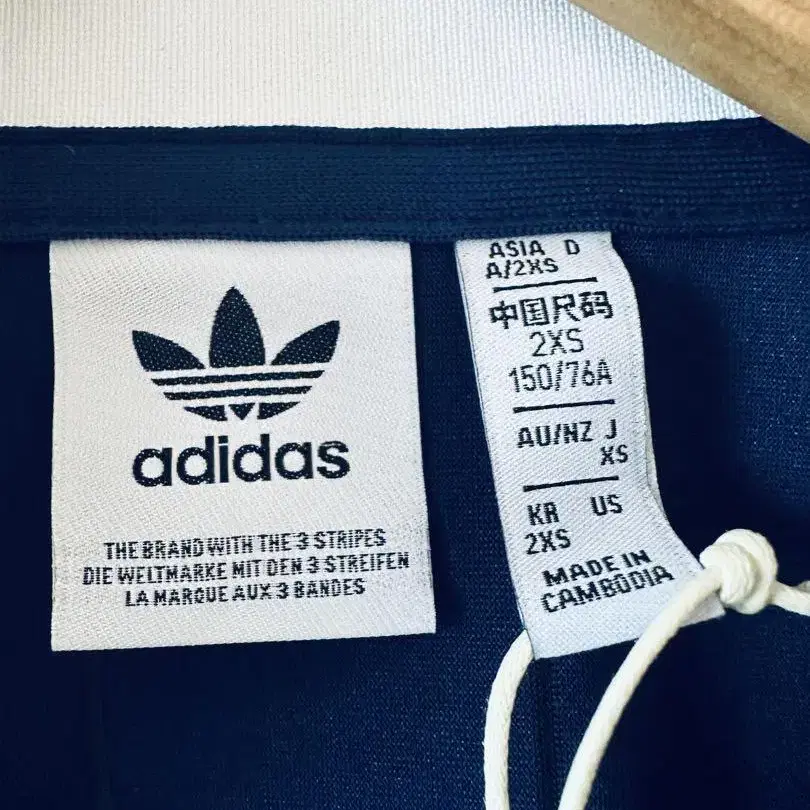 adidas
THE BRAND WITH THE 3 STRIPES
DIE WELTMARKE MIT DEN 3 STREIFEN
LA MARQUE AUX 3 BANDES
ASIA D
A/2XS
中国尺码
2XS
150/76A
AU/NZ J
XS
KR US
2XS
MADE IN
CAMBODIA